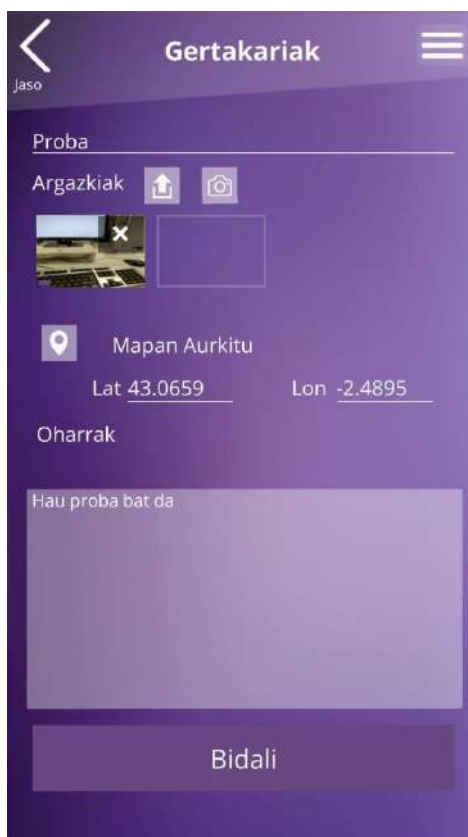 Gertakariak
Jaso
Proba
Argazkiak
Mapan Aurkitu
Lat 43.0659 Lon -2.4895
Oharrak
Hau proba bat da
Bidali